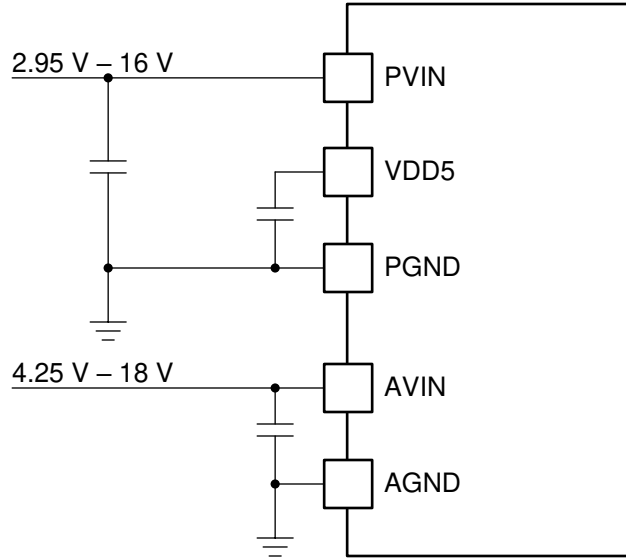 2.95 V – 16 V
PVIN
VDD5
PGND
4.25 V – 18 V
AVIN
AGND